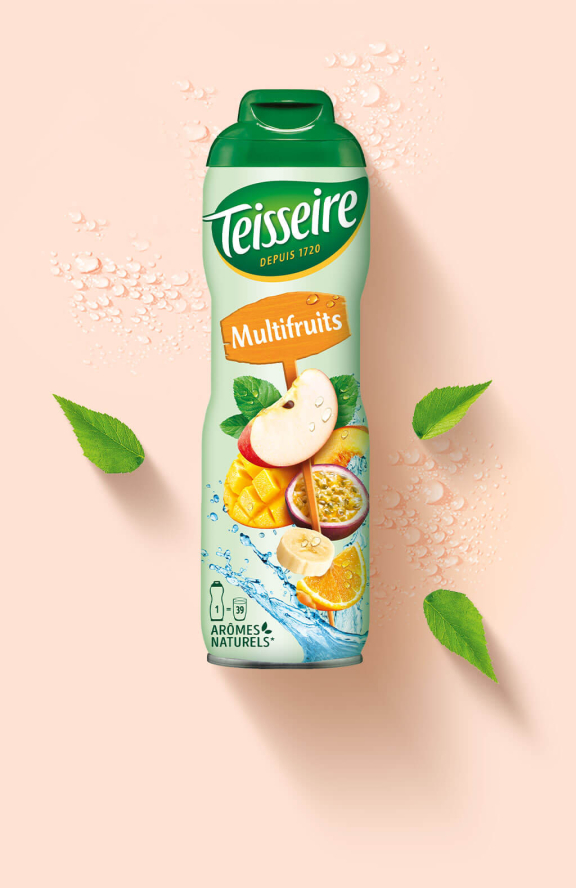 Teisseire
DEPUIS 1720
Multifruits
1 = 39
ARÔMES
NATURELS*